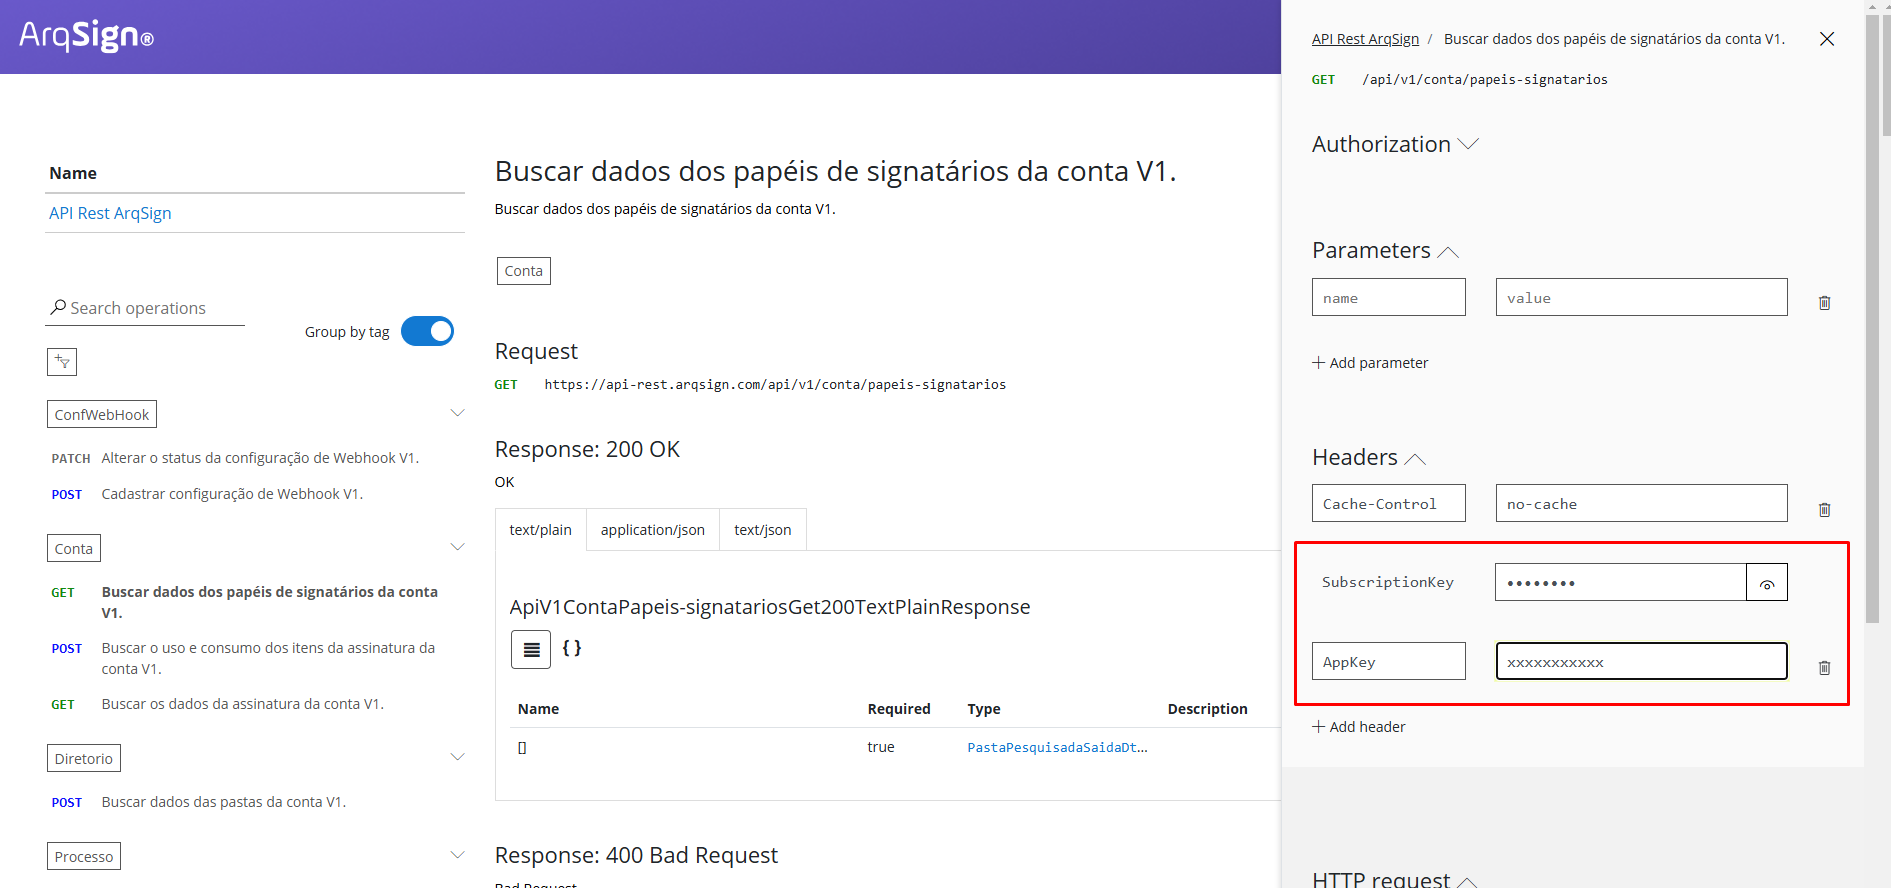 ArqSign®
Name
API Rest ArqSign
Search operations
Group by tag
ConfWebHook
PATCH Alterar o status da configuração de Webhook V1.
POST Cadastrar configuração de Webhook V1.
Conta
GET Buscar dados dos papéis de signatários da conta
V1.
POST Buscar o uso e consumo dos itens da assinatura da
conta V1.
GET Buscar os dados da assinatura da conta V1.
Diretorio
POST Buscar dados das pastas da conta V1.
Processo
Buscar dados dos papéis de signatários da conta V1.
Buscar dados dos papéis de signatários da conta V1.
Conta
Request
GET https://api-rest.arqsign.com/api/v1/conta/papeis-signatarios
Response: 200 OK
OK
text/plain application/json text/json
ApiV1ContaPapeis-signatariosGet200TextPlainResponse
{ }
Name Required Type Description
[] true PastaPesquisadaSaidaDt...
Response: 400 Bad Request
Bad Request
API Rest ArqSign / Buscar dados dos papéis de signatários da conta V1.
GET /api/v1/conta/papeis-signatarios
Authorization
Parameters
name value
+ Add parameter
Headers
Cache-Control no-cache
SubscriptionKey ••••••••
AppKey xxxxxxxxxxx
+ Add header
HTTP request